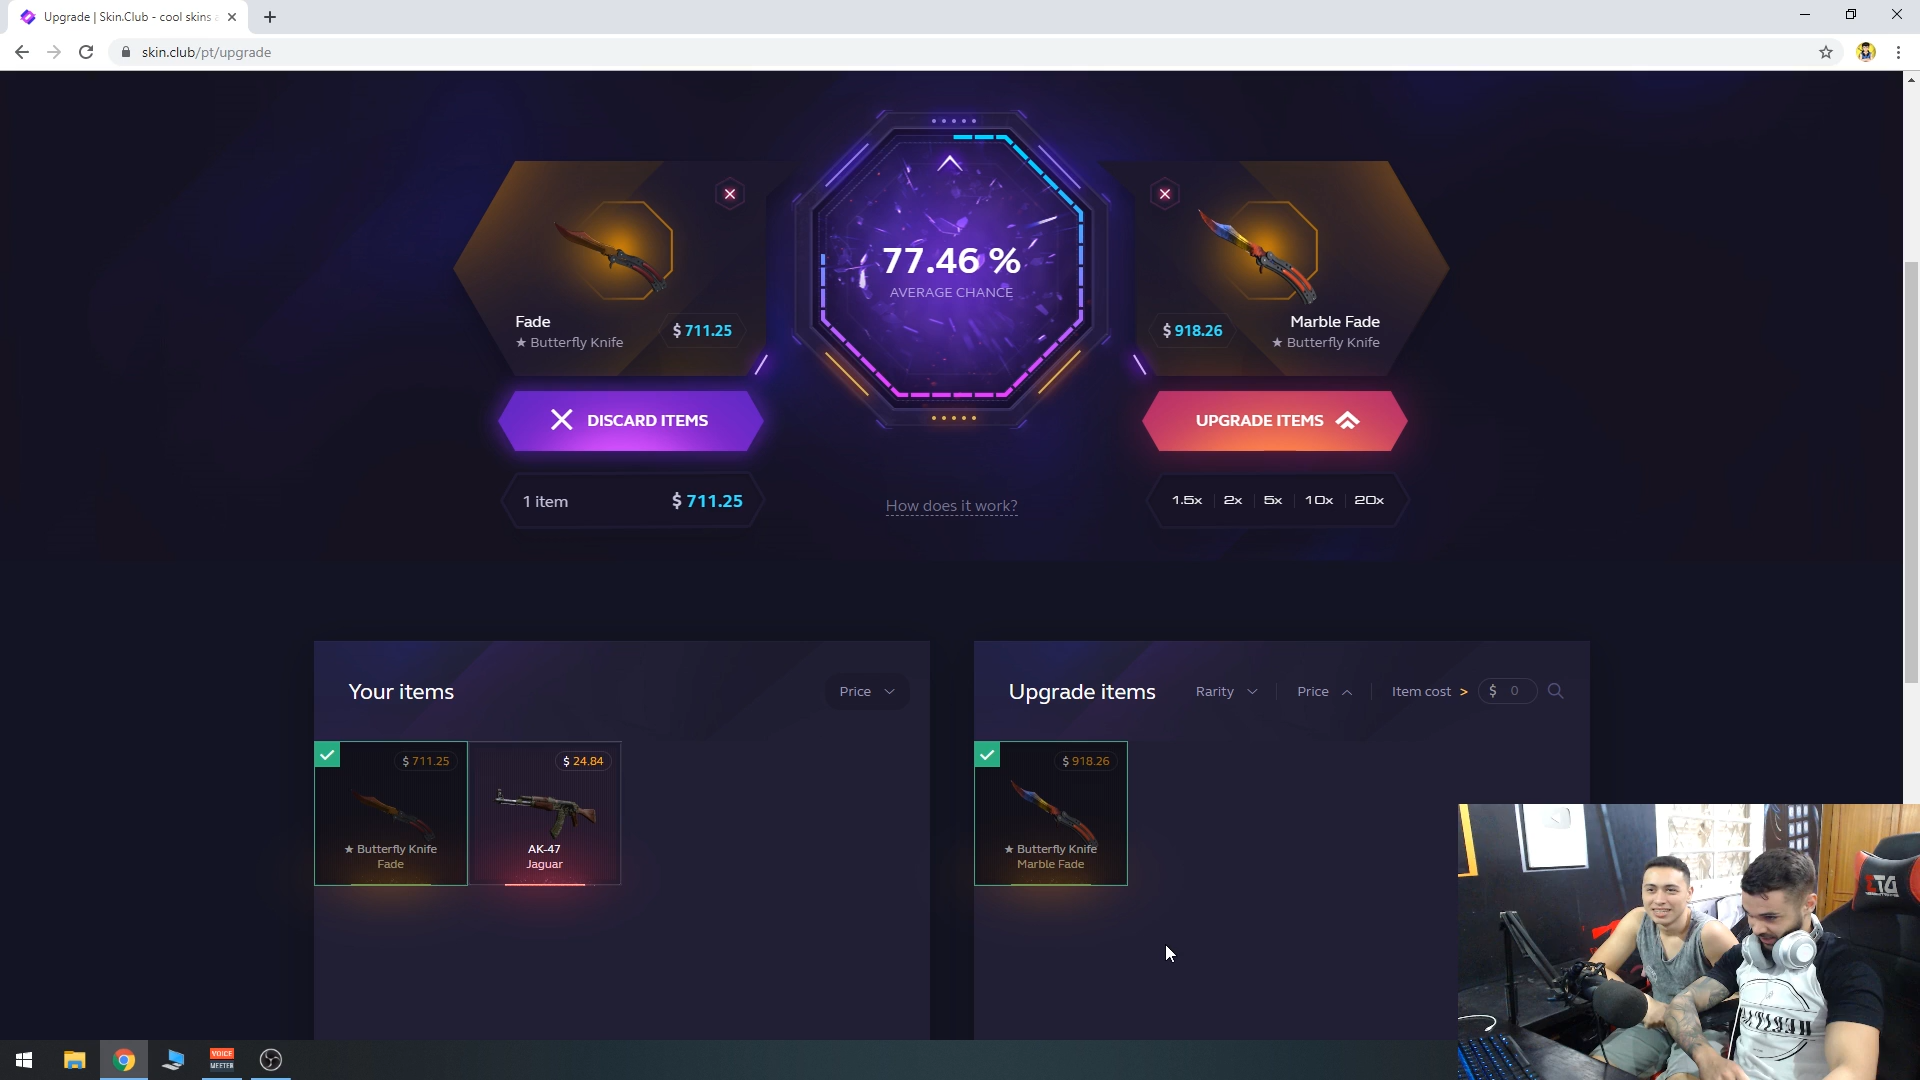 Upgrade | Skin.Club - cool skins a
skin.club/pt/upgrade
77.46 %
AVERAGE CHANCE
Fade
★ Butterfly Knife
$ 711.25
$ 918.26
Marble Fade
★ Butterfly Knife
DISCARD ITEMS
UPGRADE ITEMS
1 item
$ 711.25
How does it work?
1.5x
2x
5x
10x
20x
Your items
Price
Upgrade items
Rarity
Price
Item cost >
$ 0
$ 711.25
★ Butterfly Knife
Fade
$ 24.84
AK-47
Jaguar
$ 918.26
★ Butterfly Knife
Marble Fade
VOICE
MEETER